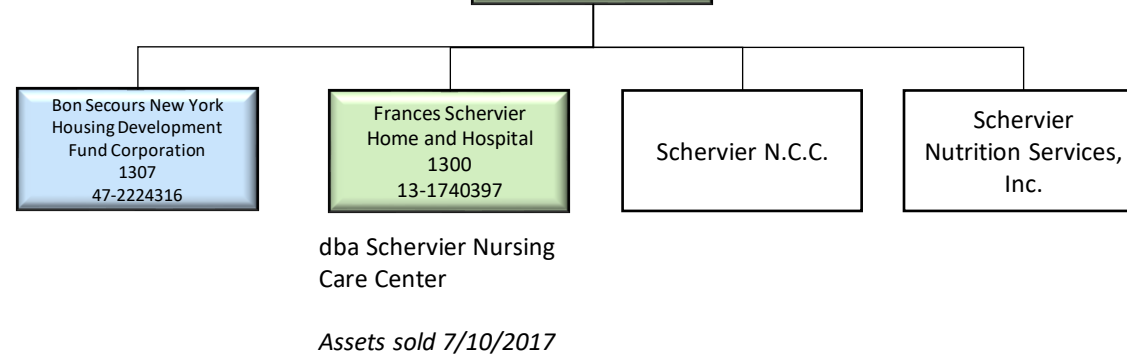 Bon Secours New York
Housing Development
Fund Corporation
1307
47-2224316
Frances Schervier
Home and Hospital
1300
13-1740397
Schervier N.C.C.
Schervier
Nutrition Services,
Inc.
dba Schervier Nursing
Care Center
Assets sold 7/10/2017